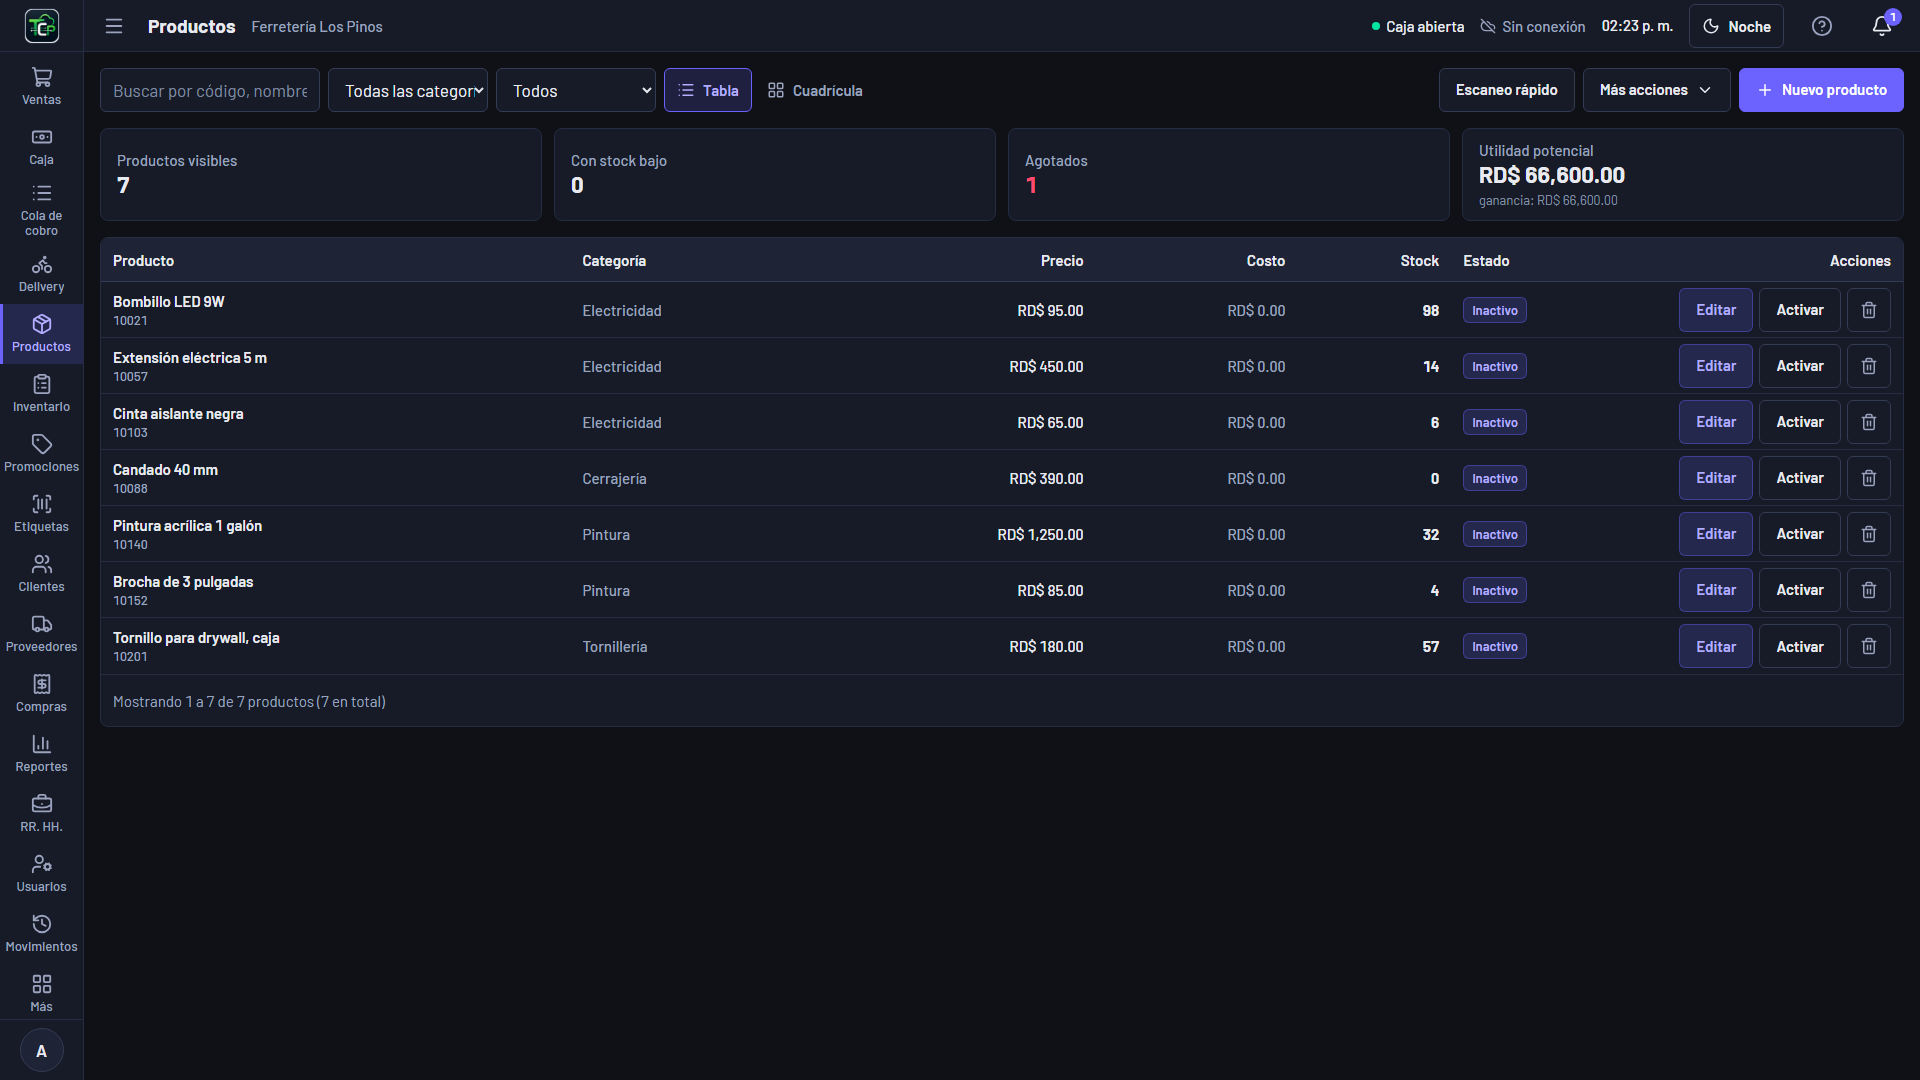 TCP
Productos
Ferretería Los Pinos
Caja abierta
Sin conexión
02:23 p. m.
Noche
1
Ventas
Caja
Cola de
cobro
Delivery
Productos
Inventario
Promociones
Etiquetas
Clientes
Proveedores
Compras
Reportes
RR. HH.
Usuarios
Movimientos
Más
A
Buscar por código, nombre
Todas las categor
Todos
Tabla
Cuadrícula
Escaneo rápido
Más acciones
Nuevo producto
Productos visibles
7
Con stock bajo
0
Agotados
1
Utilidad potencial
RD$ 66,600.00
ganancia: RD$ 66,600.00
Producto Categoría Precio Costo Stock Estado Acciones
Bombillo LED 9W
10021
Electricidad RD$ 95.00 RD$ 0.00 98 Inactivo Editar Activar
Extensión eléctrica 5 m
10057
Electricidad RD$ 450.00 RD$ 0.00 14 Inactivo Editar Activar
Cinta aislante negra
10103
Electricidad RD$ 65.00 RD$ 0.00 6 Inactivo Editar Activar
Candado 40 mm
10088
Cerrajería RD$ 390.00 RD$ 0.00 0 Inactivo Editar Activar
Pintura acrílica 1 galón
10140
Pintura RD$ 1,250.00 RD$ 0.00 32 Inactivo Editar Activar
Brocha de 3 pulgadas
10152
Pintura RD$ 85.00 RD$ 0.00 4 Inactivo Editar Activar
Tornillo para drywall, caja
10201
Tornillería RD$ 180.00 RD$ 0.00 57 Inactivo Editar Activar
Mostrando 1 a 7 de 7 productos (7 en total)